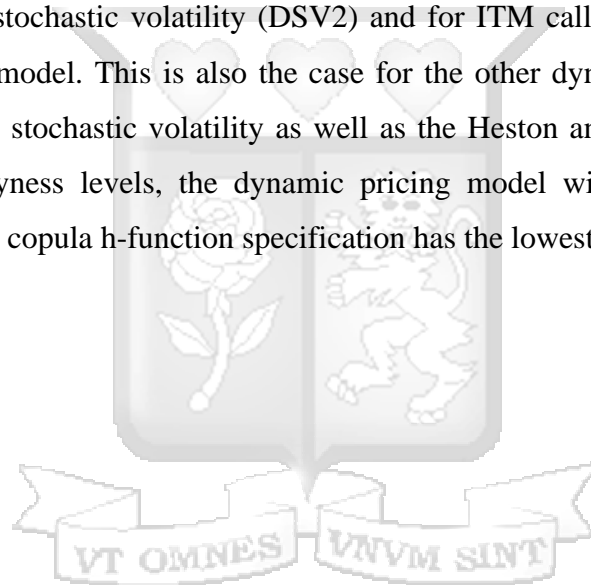 stochastic volatility (DSV2) and for ITM call
model. This is also the case for the other dyn
stochastic volatility as well as the Heston an
yness levels, the dynamic pricing model wi
copula h-function specification has the lowest
VT OMNES VNVM SINT